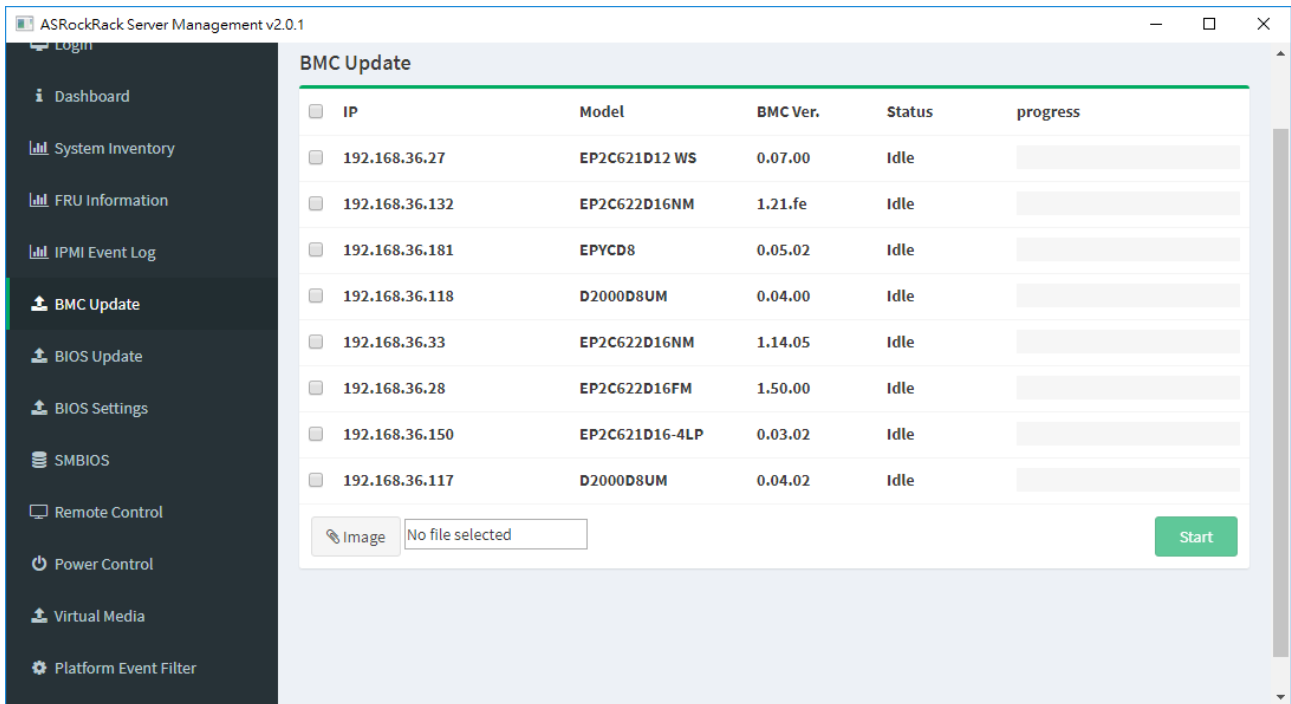 ASRockRack Server Management v2.0.1
Login
Dashboard
System Inventory
FRU Information
IPMI Event Log
BMC Update
BIOS Update
BIOS Settings
SMBIOS
Remote Control
Power Control
Virtual Media
Platform Event Filter
BMC Update
IP Model BMC Ver. Status progress
192.168.36.27 EP2C621D12 WS 0.07.00 Idle
192.168.36.132 EP2C622D16NM 1.21.fe Idle
192.168.36.181 EPYCD8 0.05.02 Idle
192.168.36.118 D2000D8UM 0.04.00 Idle
192.168.36.33 EP2C622D16NM 1.14.05 Idle
192.168.36.28 EP2C622D16FM 1.50.00 Idle
192.168.36.150 EP2C621D16-4LP 0.03.02 Idle
192.168.36.117 D2000D8UM 0.04.02 Idle
Image No file selected Start